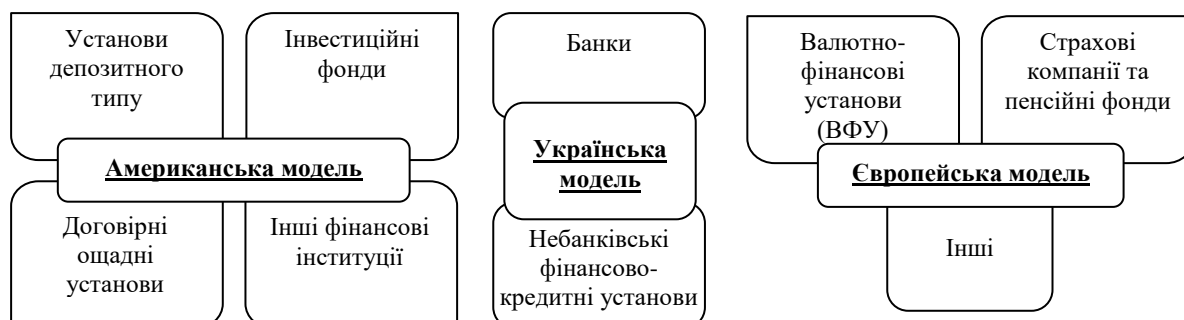 Установи
депозитного
типу
Інвестиційні
фонди
Американська модель
Договірні
ощадні
установи
Інші фінансові
інституції
Банки
Українська
модель
Небанківські
фінансово-
кредитні установи
Валютно-
фінансові
установи
(ВФУ)
Страхові
компанії та
пенсійні фонди
Європейська модель
Інші